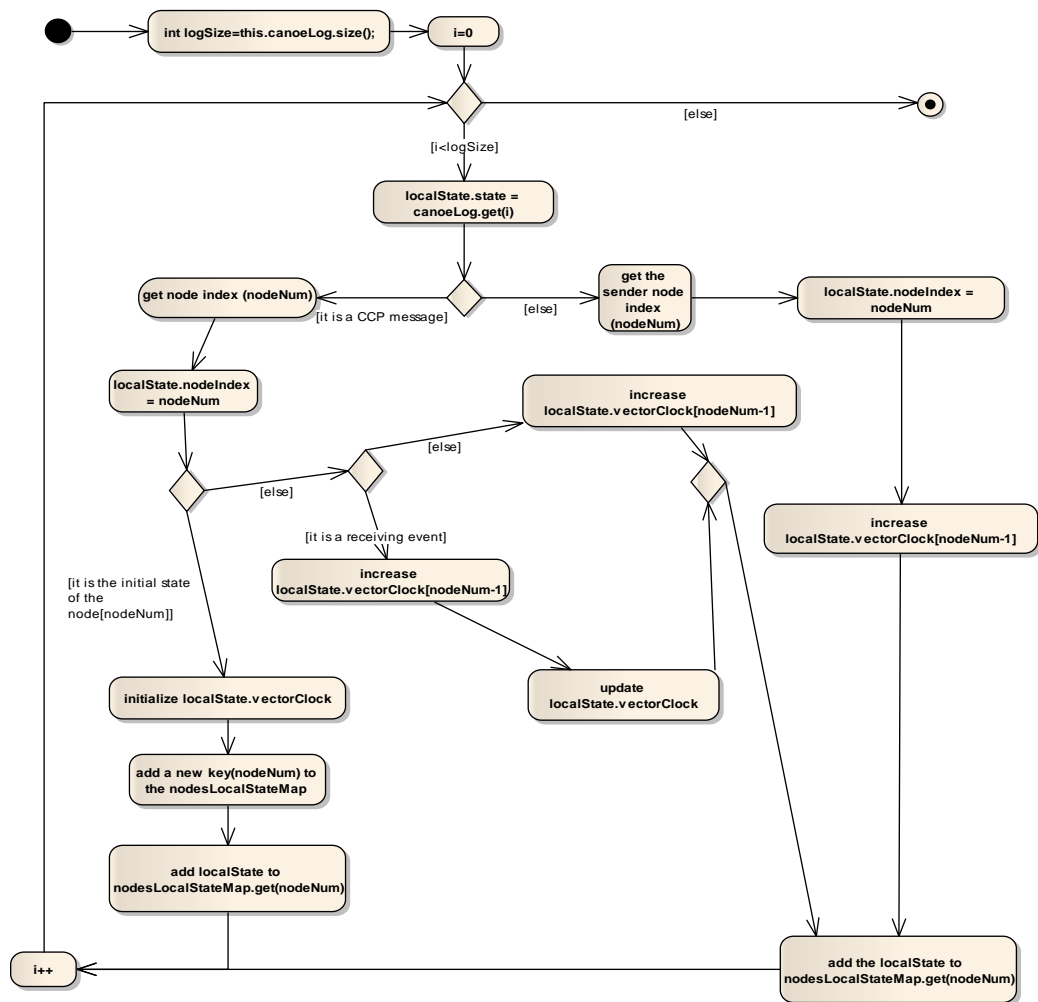 int logSize=this.canoeLog.size();
i=0
[else]
[i<logSize]
localState.state =
canoeLog.get(i)
get node index (nodeNum)
[it is a CCP message]
[else]
get the
sender node
index
(nodeNum)
localState.nodeIndex =
nodeNum
localState.nodeIndex
= nodeNum
increase
localState.vectorClock[nodeNum-1]
[else]
[else]
[it is a receiving event]
increase
localState.vectorClock[nodeNum-1]
increase
localState.vectorClock[nodeNum-1]
[it is the initial state
of the
node[nodeNum]]
initialize localState.vectorClock
update
localState.vectorClock
add a new key(nodeNum) to
the nodesLocalStateMap
add localState to
nodesLocalStateMap.get(nodeNum)
i++
add the localState to
nodesLocalStateMap.get(nodeNum)